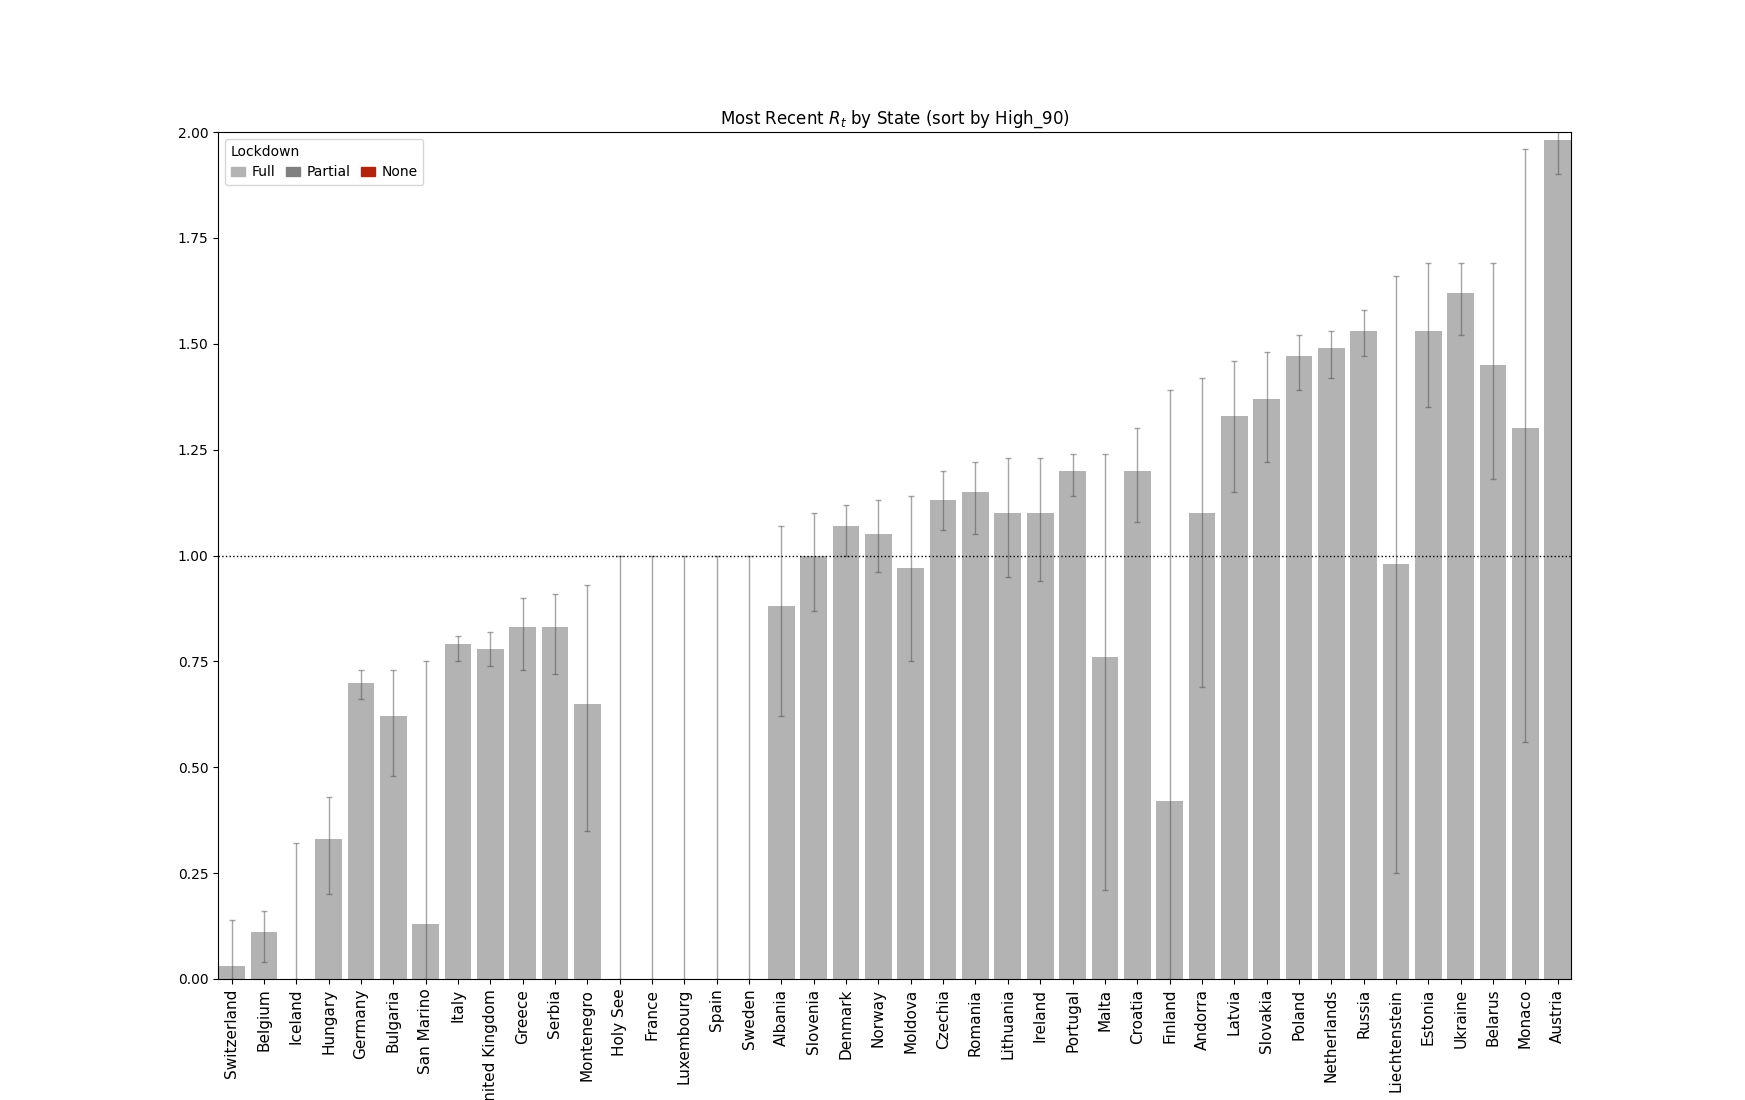 Most Recent R_t by State (sort by High_90)
2.00
1.75
1.50
1.25
1.00
0.75
0.50
0.25
0.00
Lockdown
Full Partial None
Switzerland
Belgium
Iceland
Hungary
Germany
Bulgaria
San Marino
Italy
nited Kingdom
Greece
Serbia
Montenegro
Holy See
France
Luxembourg
Spain
Sweden
Albania
Slovenia
Denmark
Norway
Moldova
Czechia
Romania
Lithuania
Ireland
Portugal
Malta
Croatia
Finland
Andorra
Latvia
Slovakia
Poland
Netherlands
Russia
Liechtenstein
Estonia
Ukraine
Belarus
Monaco
Austria